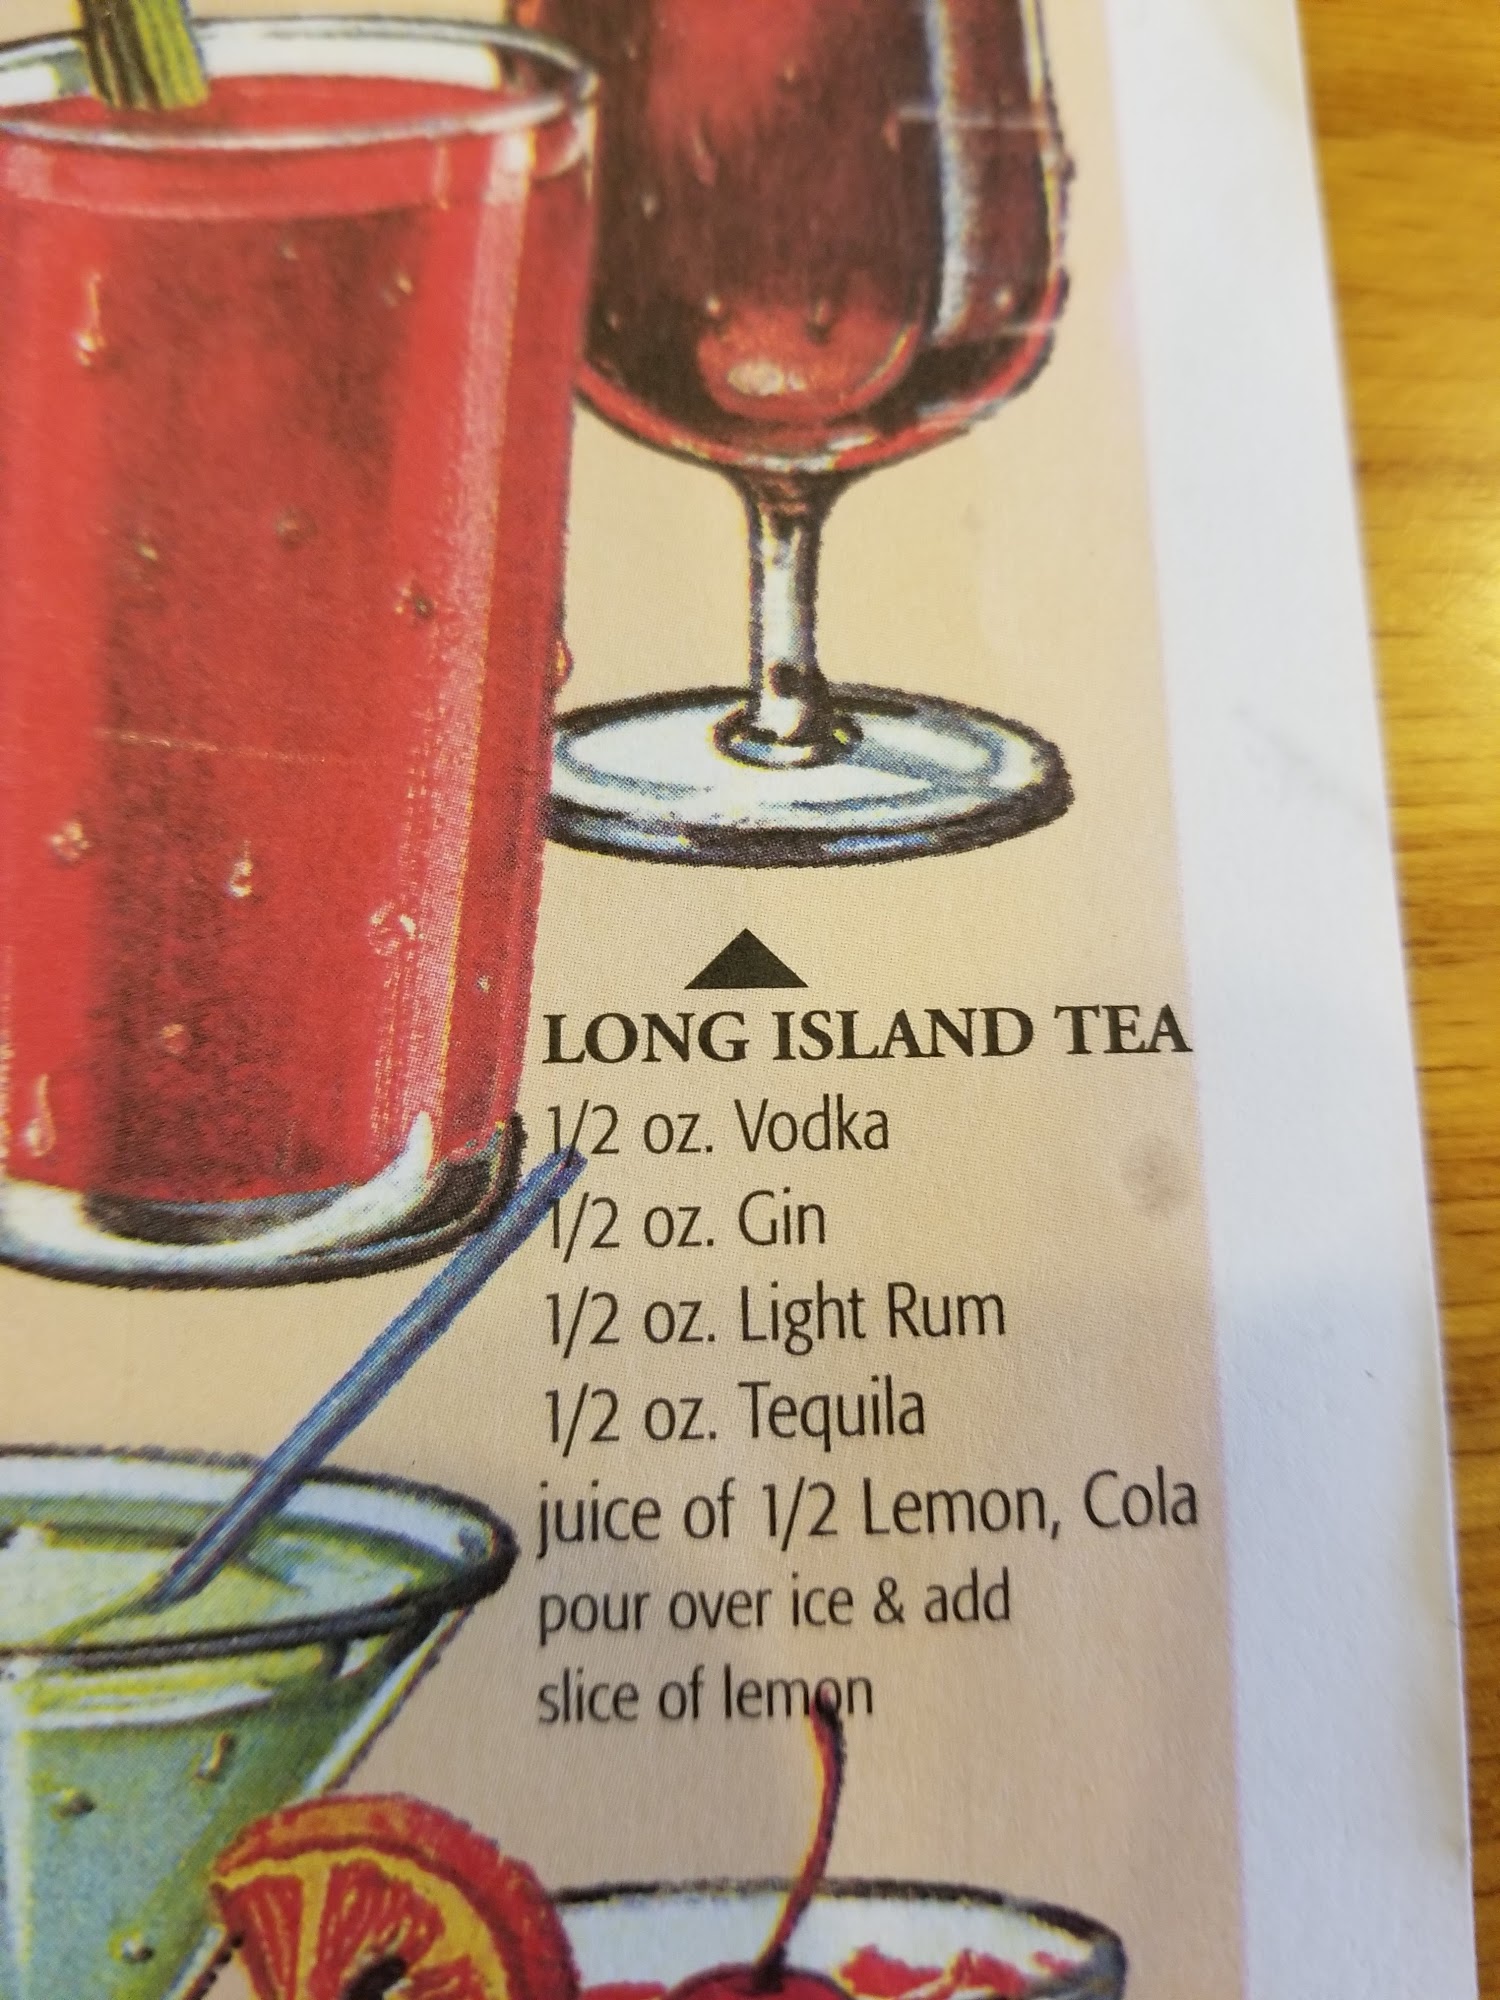 LONG ISLAND TEA
1/2 oz. Vodka
1/2 oz. Gin
1/2 oz. Light Rum
1/2 oz. Tequila
juice of 1/2 Lemon, Cola
pour over ice & add
slice of lemon